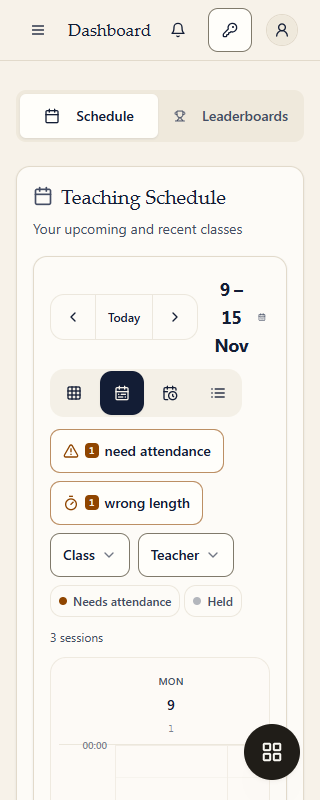 Dashboard
Schedule
Leaderboards
Teaching Schedule
Your upcoming and recent classes
Today
9 –
15
Nov
1 need attendance
1 wrong length
Class
Teacher
Needs attendance
Held
3 sessions
MON
9
1
00:00